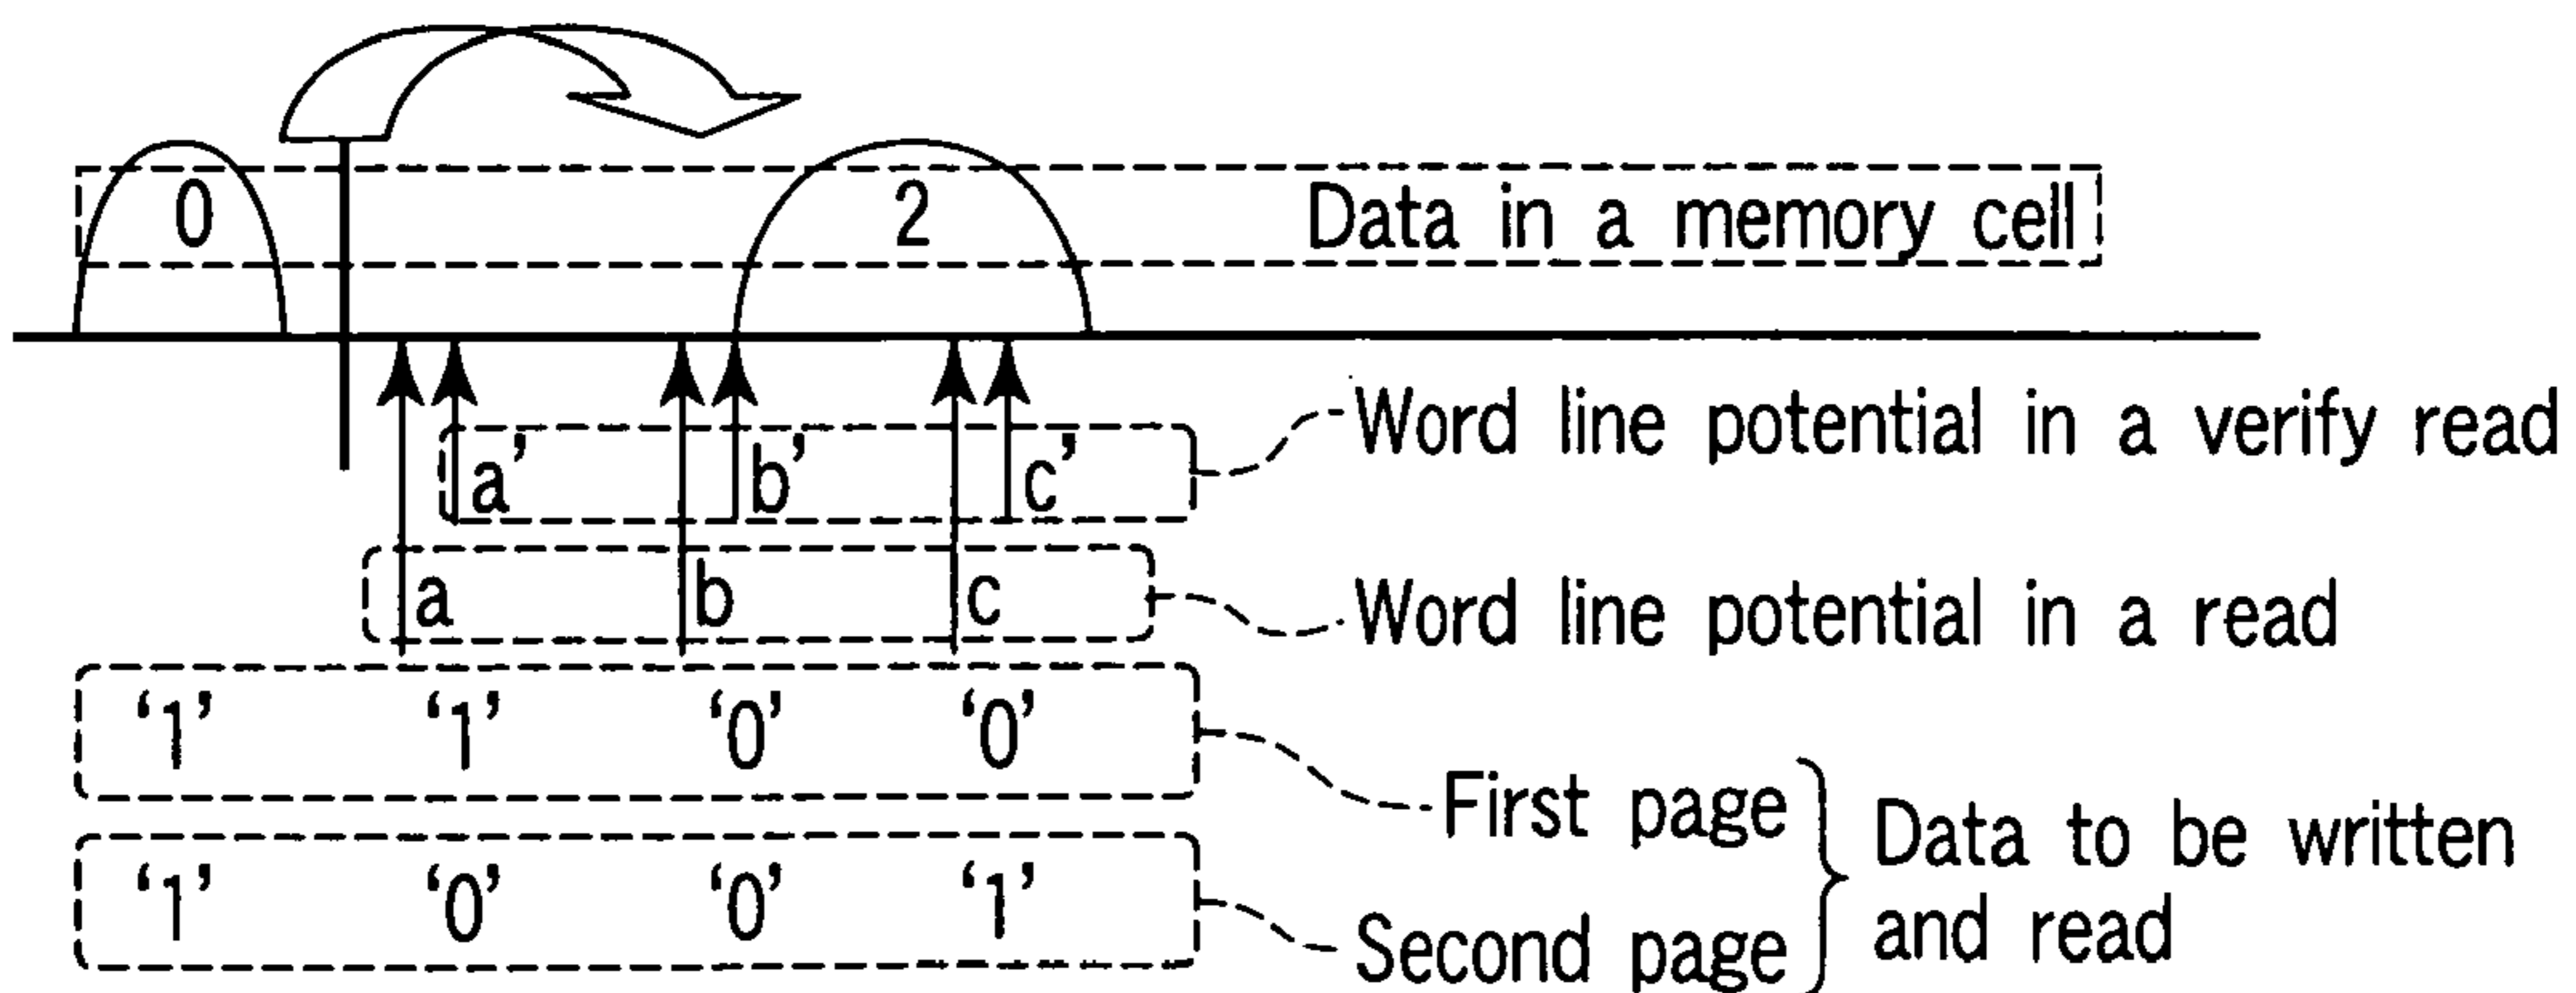 0 2 Data in a memory cell
a' b' c' Word line potential in a verify read
a b c Word line potential in a read
‘1’ ‘1’ ‘0’ ‘0’
First page
‘1’ ‘0’ ‘0’ ‘1’
Second page
Data to be written
and read